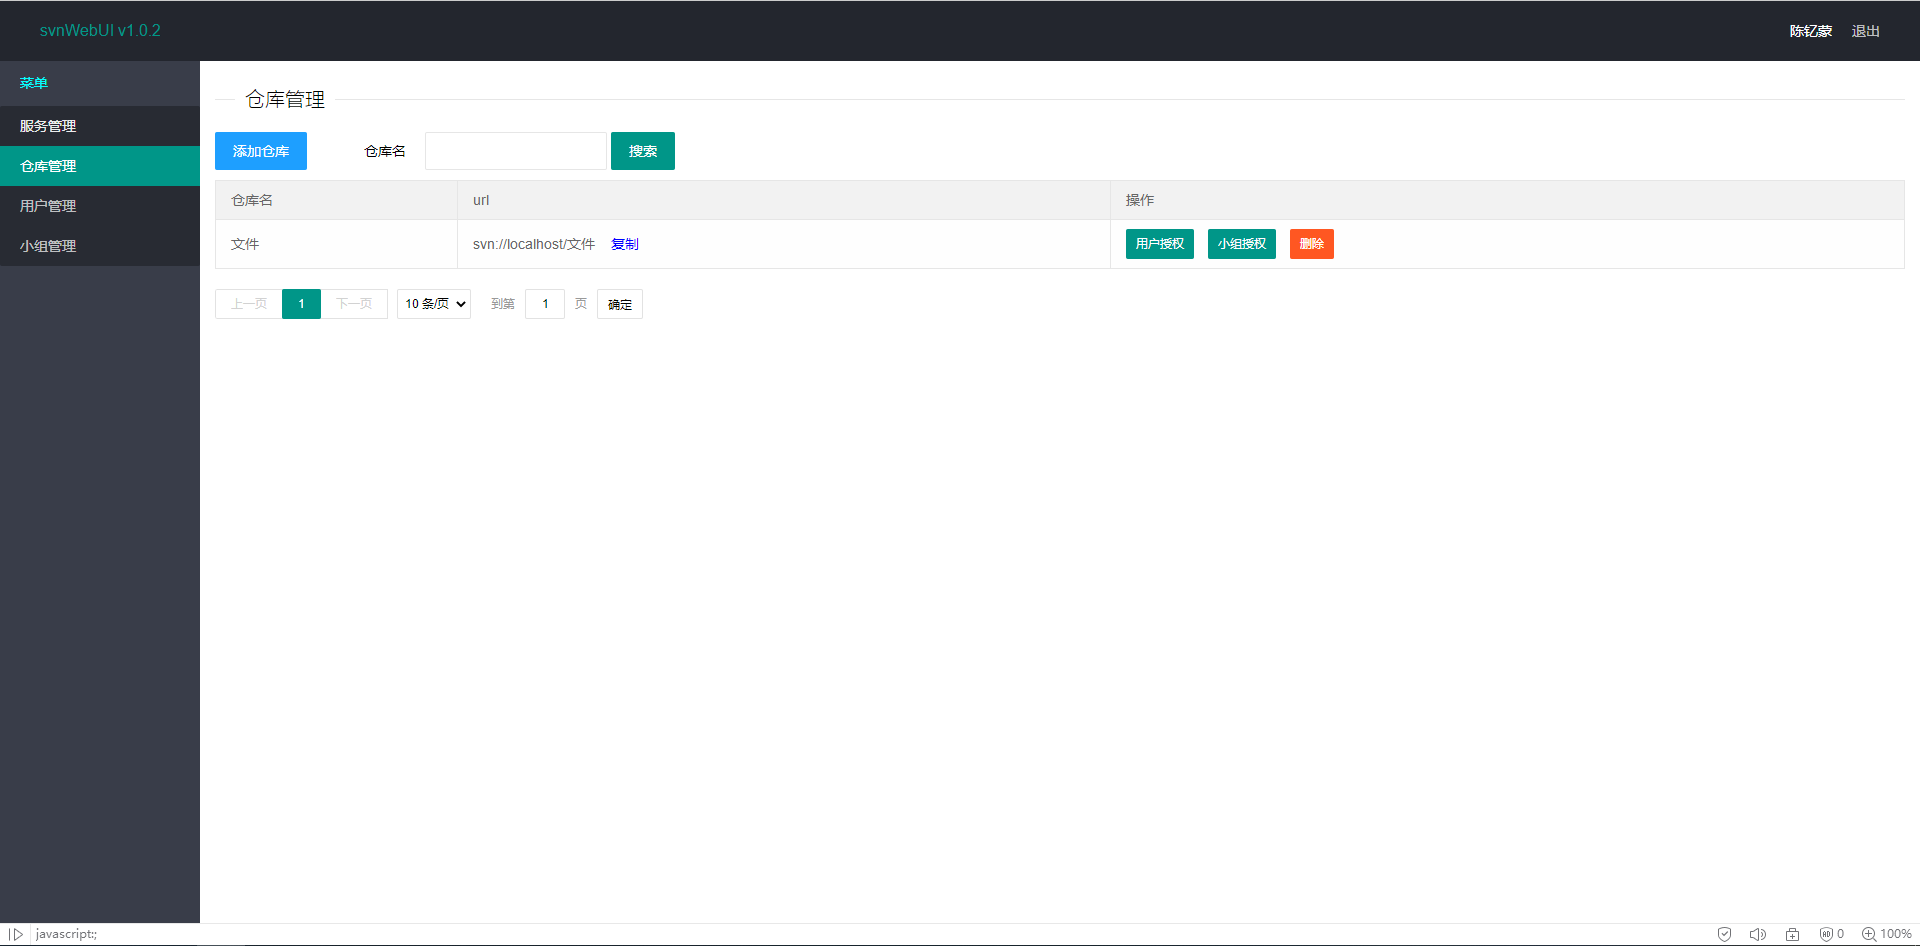 svnWebUI v1.0.2
陈钇蒙 退出
菜单
服务管理
仓库管理
用户管理
小组管理
仓库管理
添加仓库 仓库名 搜索
仓库名 url 操作
文件 svn://localhost/文件 复制 用户授权 小组授权 删除
上一页 1 下一页 10 条/页 到第 1 页 确定
javascript:; 0 100%